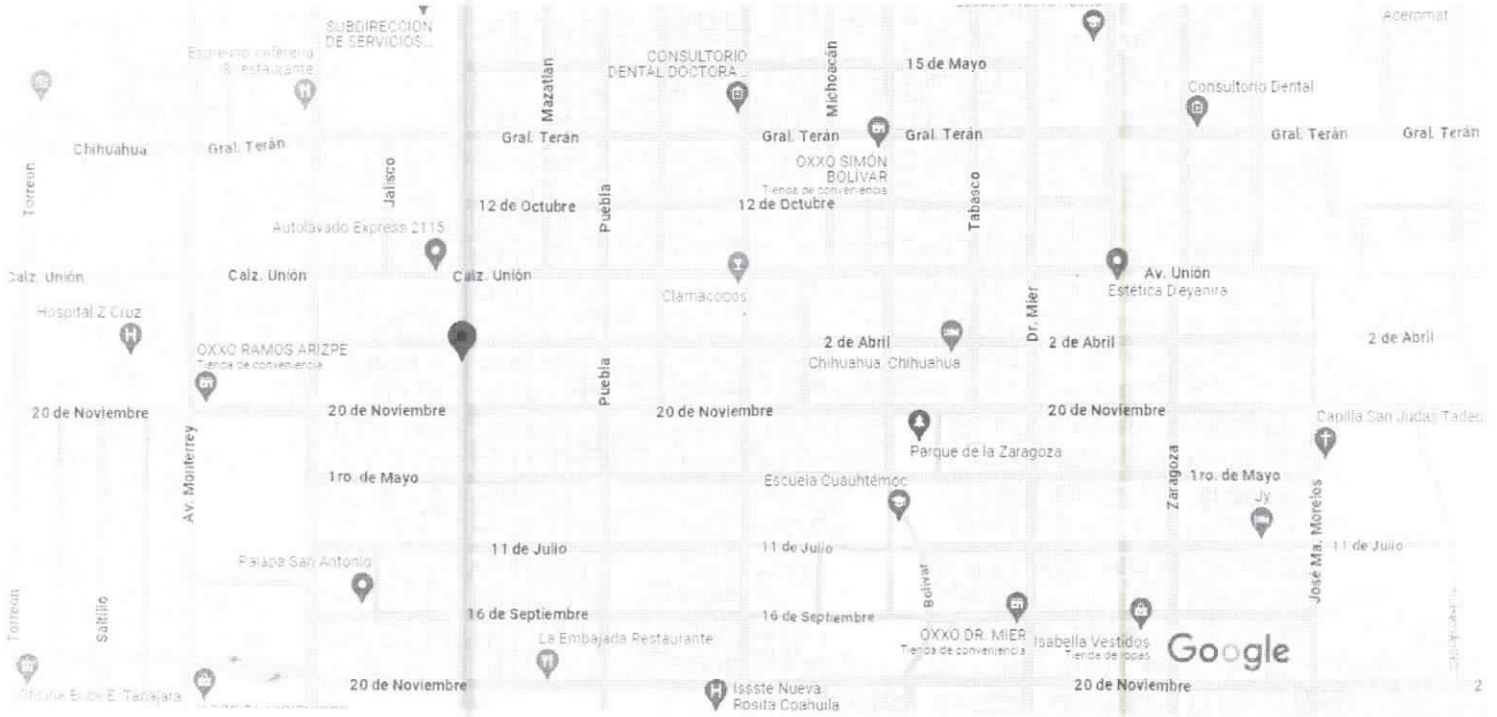 SUBDIRECCION
DE SERVICIOS...
Aceromat
Espresso cafeteria
& restaurante
CONSULTORIO
DENTAL DOCTORA...
Mazatlan
Michoacán
15 de Mayo
Consultorio Dental
Chihuahua
Gral. Terán
Gral. Terán
Gral. Terán
Gral. Terán
Gral. Terán
Gral. Terán
OXXO SIMÓN
BOLÍVAR
Tienda de conveniencia
Torreon
Jalisco
Puebla
Tabasco
12 de Octubre
12 de Octubre
Autolavado Express 2115
Calz. Unión
Calz. Unión
Calz. Unión
Av. Unión
Estética Deyanira
Clamacocos
Hospital Z Cruz
Dr. Mier
OXXO RAMOS ARIZPE
Tienda de conveniencia
2 de Abril
2 de Abril
2 de Abril
Chihuahua, Chihuahua
Puebla
20 de Noviembre
20 de Noviembre
20 de Noviembre
20 de Noviembre
Capilla San Judas Tadeo
Parque de la Zaragoza
Av. Monterrey
1ro. de Mayo
Escuela Cuauhtémoc
Zaragoza
1ro. de Mayo
Jy
José Ma. Morelos
11 de Julio
11 de Julio
11 de Julio
Palapa San Antonio
Bolivar
Torreon
Saltillo
16 de Septiembre
16 de Septiembre
La Embajada Restaurante
OXXO DR. MIER
Tienda de conveniencia
Isabella Vestidos
Tienda de ropas
Google
Oficina Erick E. Tanajara
20 de Noviembre
Issste Nueva
Rosita Coahuila
20 de Noviembre
2